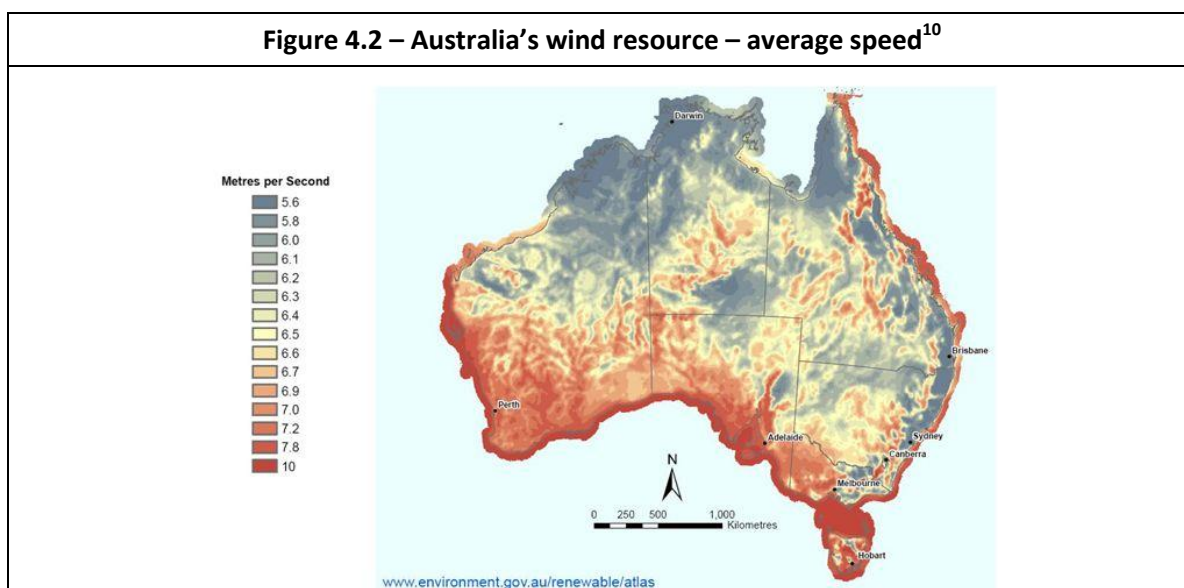 Figure 4.2 – Australia’s wind resource – average speed10
Darwin
Metres per Second
5.6
5.8
6.0
6.1
6.2
6.3
6.4
6.5
6.6
6.7
6.9
7.0
7.2
7.8
10
Brisbane
Perth
Adelaide
Sydney
Canberra
N
Melbourne
0 250 500 1,000
Kilometres
Hobart
www.environment.gov.au/renewable/atlas